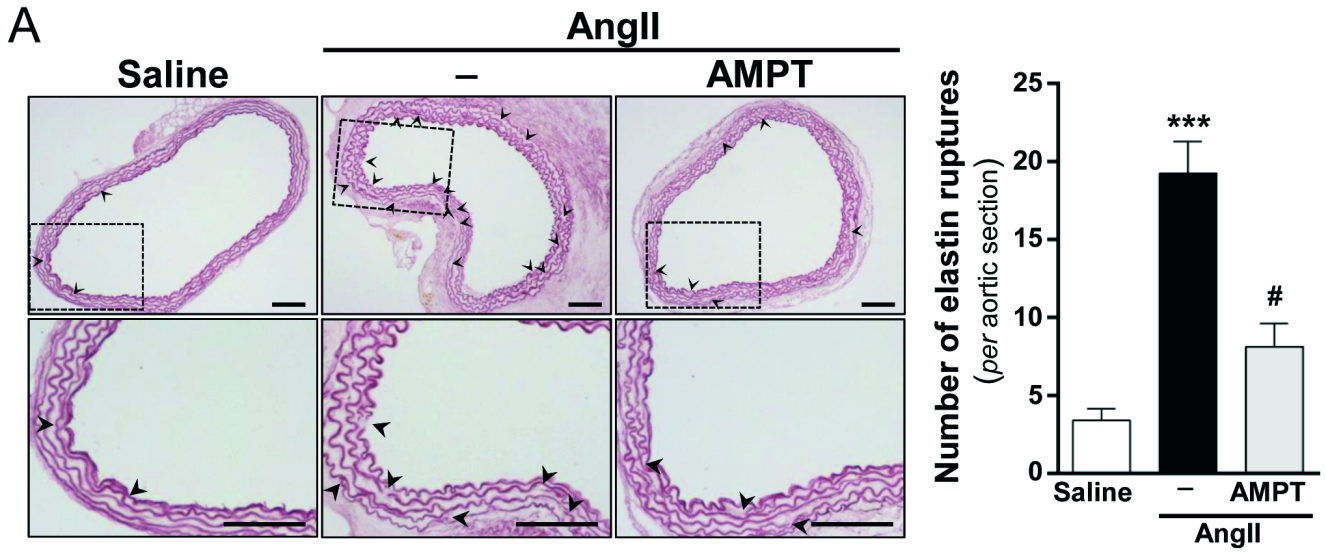 A
AngII
Saline
–
AMPT
Number of elastin ruptures
(per aortic section)
25
20
15
10
5
0
***
#
Saline
–
AMPT
AngII